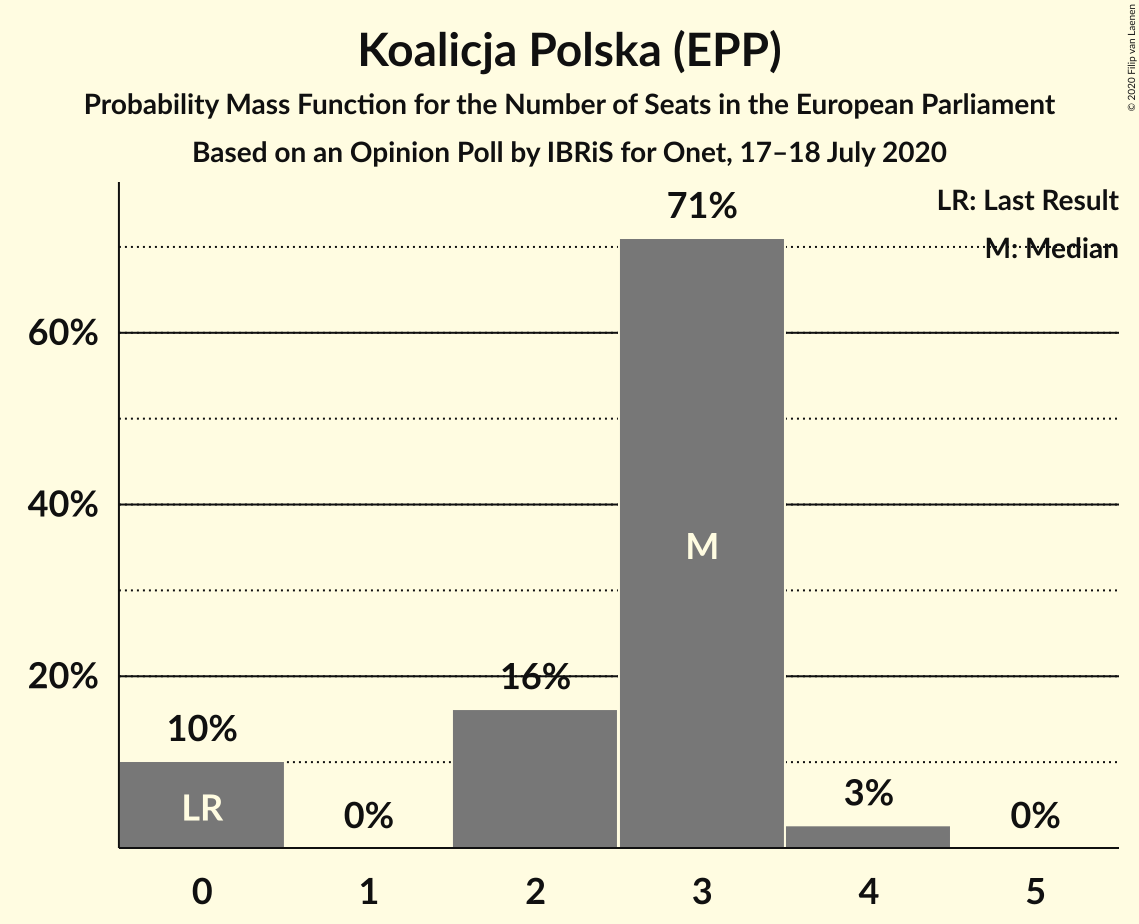 Koalicja Polska (EPP)
Probability Mass Function for the Number of Seats in the European Parliament
Based on an Opinion Poll by IBRiS for Onet, 17–18 July 2020
© 2020 Filip van Laenen
LR: Last Result
M: Median
71%
60%
40%
M
20%
16%
10%
LR
0%
3%
0%
0 1 2 3 4 5